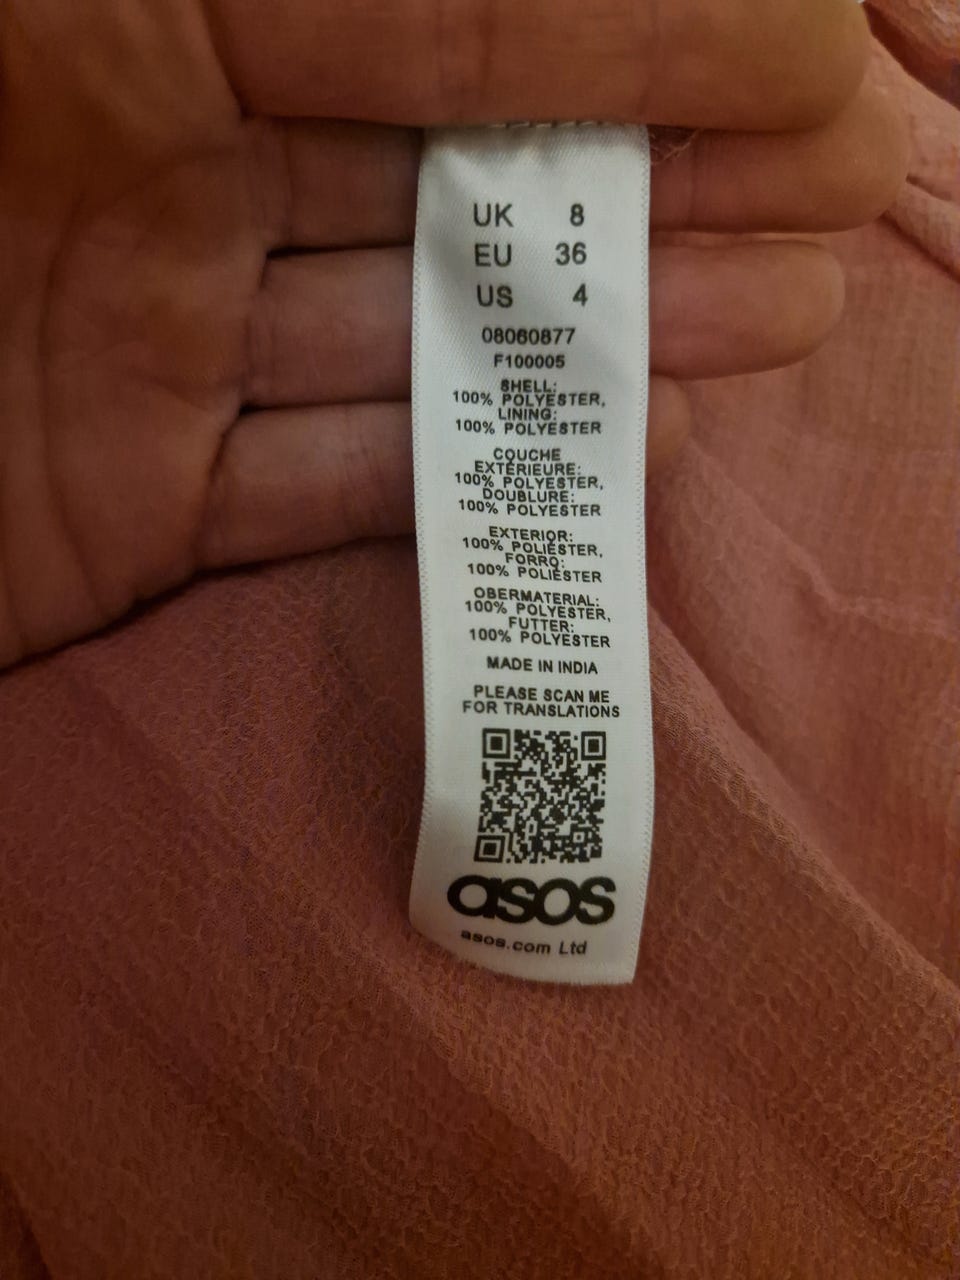 UK 8
EU 36
US 4
08060877
F100005
SHELL:
100% POLYESTER,
LINING:
100% POLYESTER
COUCHE
EXTÉRIEURE:
100% POLYESTER,
DOUBLURE:
100% POLYESTER
EXTERIOR:
100% POLIÉSTER,
FORRO:
100% POLIÉSTER
OBERMATERIAL:
100% POLYESTER,
FUTTER:
100% POLYESTER
MADE IN INDIA
PLEASE SCAN ME
FOR TRANSLATIONS
asos
asos.com Ltd